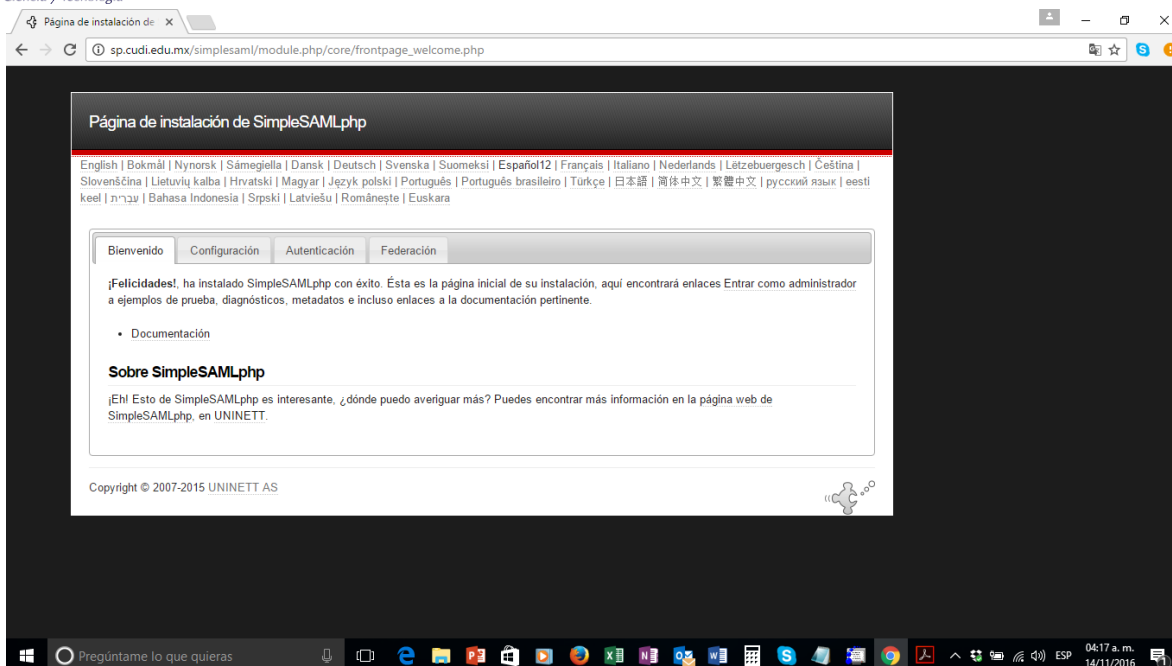 Ciencia y Tecnología
Página de instalación de
sp.cudi.edu.mx/simplesaml/module.php/core/frontpage_welcome.php
Página de instalación de SimpleSAMLphp
English | Bokmål | Nynorsk | Sámegiella | Dansk | Deutsch | Svenska | Suomeksi | Español12 | Français | Italiano | Nederlands | Lëtzebuergesch | Čeština |
Slovenščina | Lietuvių kalba | Hrvatski | Magyar | Język polski | Português | Português brasileiro | Türkçe | 日本語 | 简体中文 | 繁體中文 | русский язык | eesti
keel | עִבְרִית | Bahasa Indonesia | Srpski | Latviešu | Românește | Euskara
Bienvenido Configuración Autenticación Federación
¡Felicidades!, ha instalado SimpleSAMLphp con éxito. Ésta es la página inicial de su instalación, aquí encontrará enlaces Entrar como administrador
a ejemplos de prueba, diagnósticos, metadatos e incluso enlaces a la documentación pertinente.
• Documentación
Sobre SimpleSAMLphp
¡Eh! Esto de SimpleSAMLphp es interesante, ¿dónde puedo averiguar más? Puedes encontrar más información en la página web de
SimpleSAMLphp, en UNINETT.
Copyright © 2007-2015 UNINETT AS
Pregúntame lo que quieras
ESP
04:17 a. m.
14/11/2016